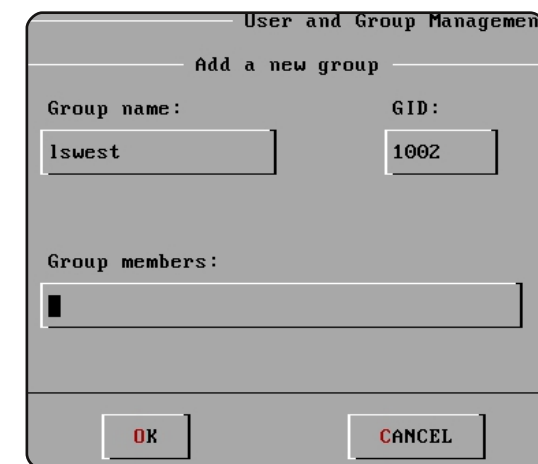 User and Group Managemen
Add a new group
Group name: GID:
lswest 1002
Group members:
OK CANCEL